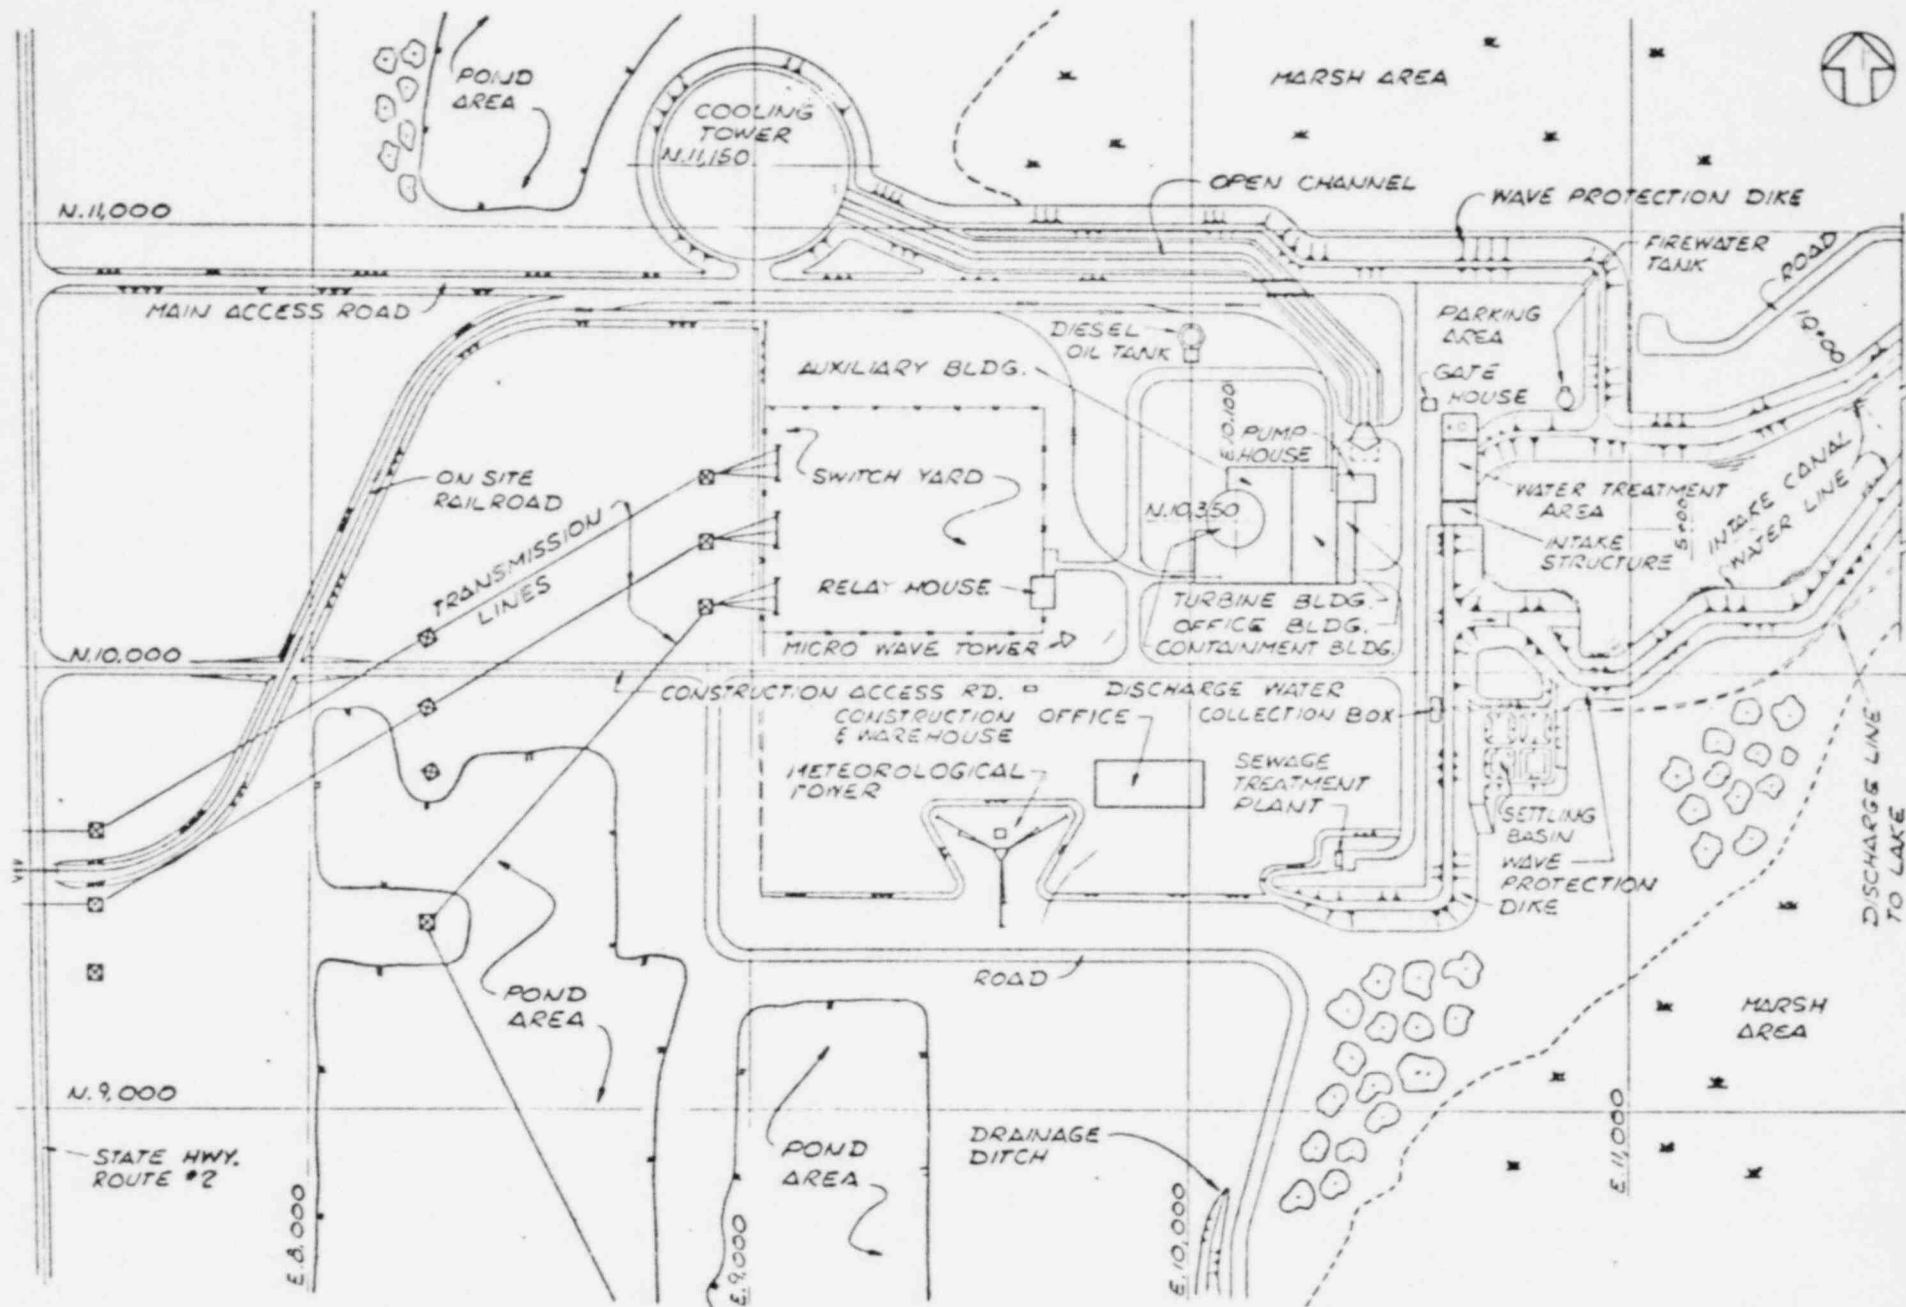 POND
AREA
COOLING
TOWER
N.11,150
MARSH AREA
OPEN CHANNEL
WAVE PROTECTION DIKE
N.11,000
FIREWATER
TANK
ROAD
10+00
MAIN ACCESS ROAD
DIESEL
OIL TANK
PARKING
AREA
AUXILIARY BLDG.
GATE
HOUSE
E.10,100
PUMP
HOUSE
ON SITE
RAILROAD
SWITCH YARD
WATER TREATMENT
AREA
N.10,350
5+00
INTAKE CANAL
WATER LINE
INTAKE
STRUCTURE
TRANSMISSION
LINES
RELAY HOUSE
TURBINE BLDG.
OFFICE BLDG.
CONTAINMENT BLDG.
MICRO WAVE TOWER
N.10,000
CONSTRUCTION ACCESS RD.
DISCHARGE WATER
COLLECTION BOX
CONSTRUCTION OFFICE
& WAREHOUSE
METEOROLOGICAL
TOWER
SEWAGE
TREATMENT
PLANT
SETTLING
BASIN
WAVE
PROTECTION
DIKE
DISCHARGE LINE
TO LAKE
POND
AREA
ROAD
MARSH
AREA
N.9,000
POND
AREA
DRAINAGE
DITCH
STATE HWY.
ROUTE #2
E.8,000
E.9,000
E.10,000
E.11,000